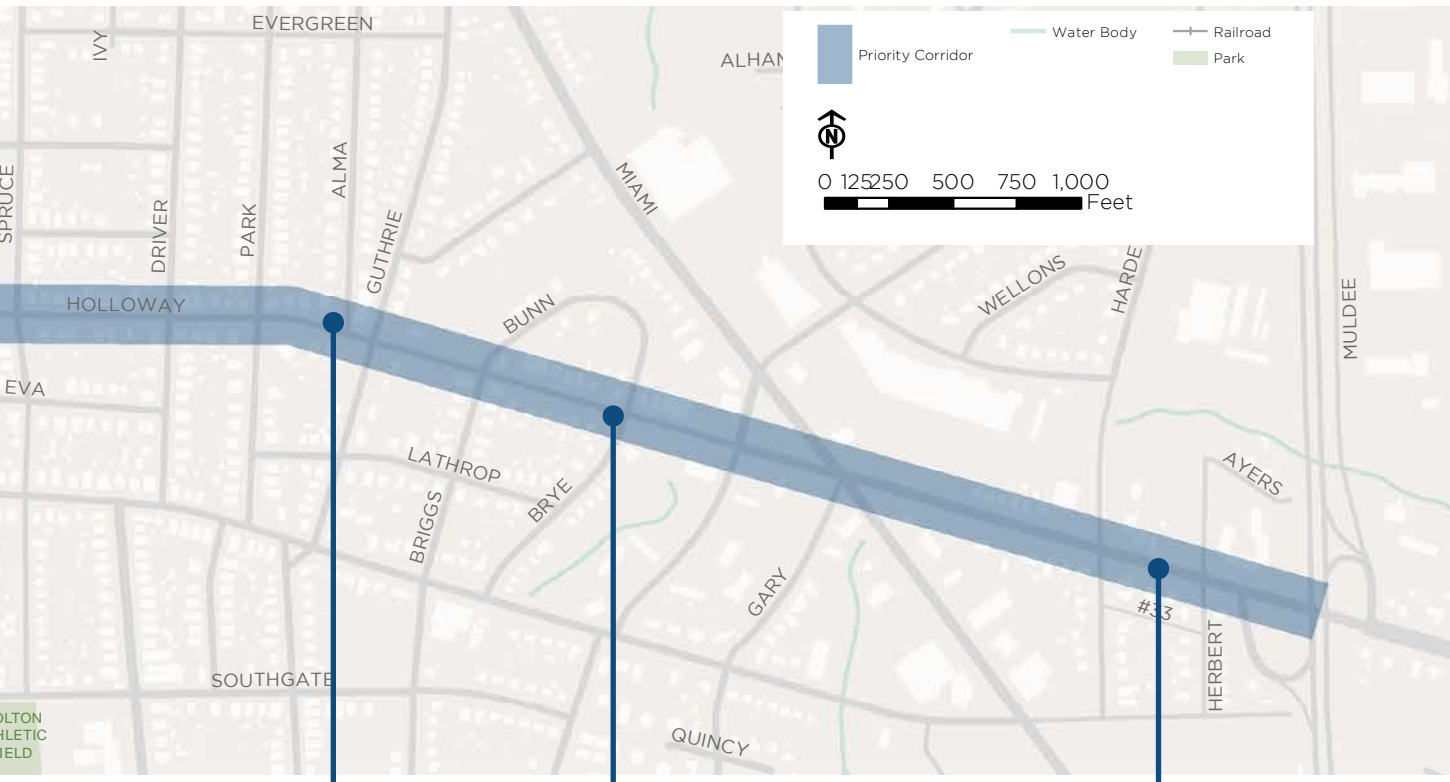 EVERGREEN
IVY
ALHAN
Priority Corridor
Water Body
Railroad
Park
N
0 125 250 500 750 1,000
Feet
SPRUCE
DRIVER
PARK
ALMA
GUTHRIE
MIAMI
HOLLOWAY
BUNN
WELLONS
HARDE
MULDEE
EVA
LATHROP
BRYE
BRIGGS
AYERS
GARY
#33
HERBERT
SOUTHGATE
QUINCY
OLTON
HLETIC
IELD